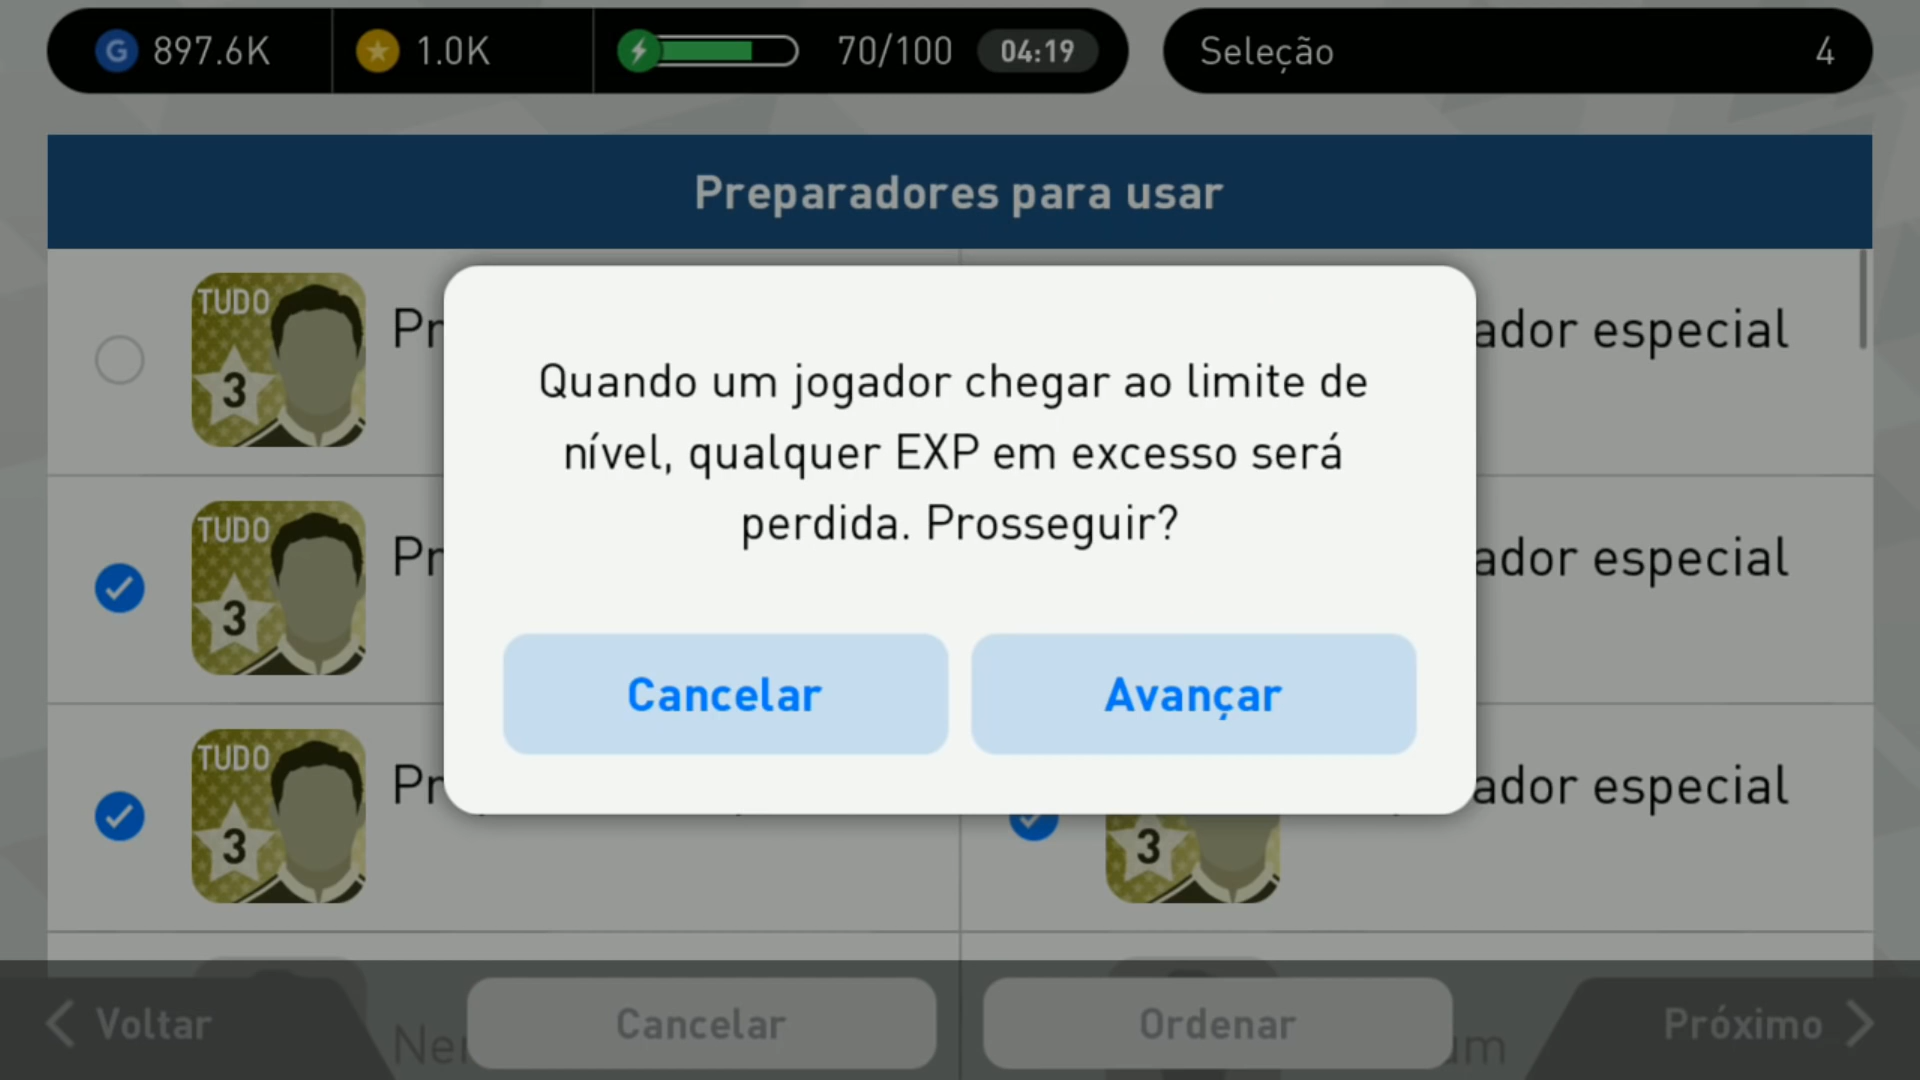 G 897.6K 1.0K 70/100 04:19 Seleção 4
Preparadores para usar
TUDO 3 Pr ador especial
TUDO 3 Pr ador especial
TUDO 3 Pr 3 ador especial
Quando um jogador chegar ao limite de
nível, qualquer EXP em excesso será
perdida. Prosseguir?
Cancelar Avançar
Voltar Cancelar Ordenar Próximo